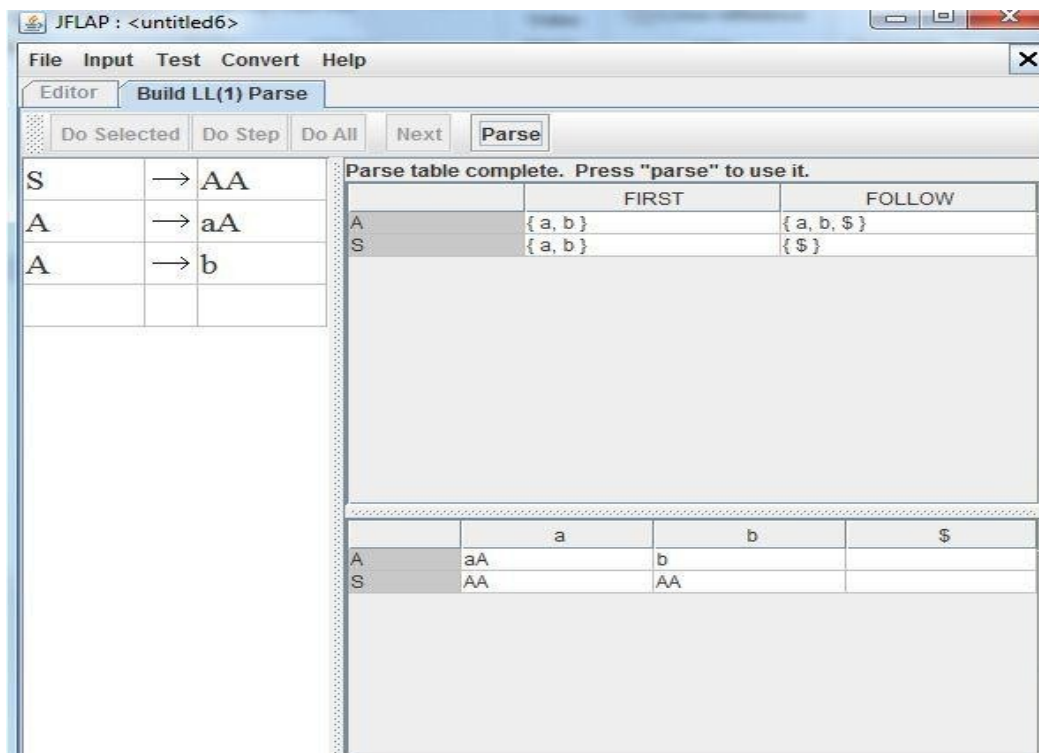 JFLAP : <untitled6>
File Input Test Convert Help
Editor Build LL(1) Parse
Do Selected Do Step Do All Next Parse
S → AA
A → aA
A → b
Parse table complete. Press "parse" to use it.
FIRST FOLLOW
A { a, b } { a, b, $ }
S { a, b } { $ }
a b $
A aA b
S AA AA